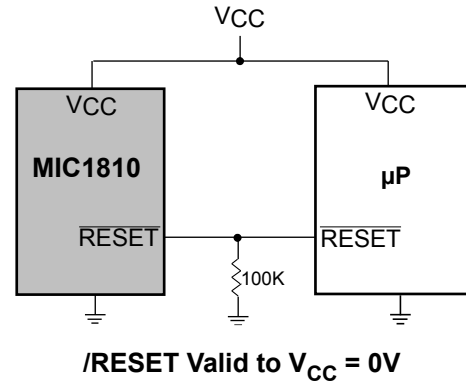 VCC
VCC
VCC
MIC1810
µP
RESET
RESET
100K
/RESET Valid to VCC = 0V